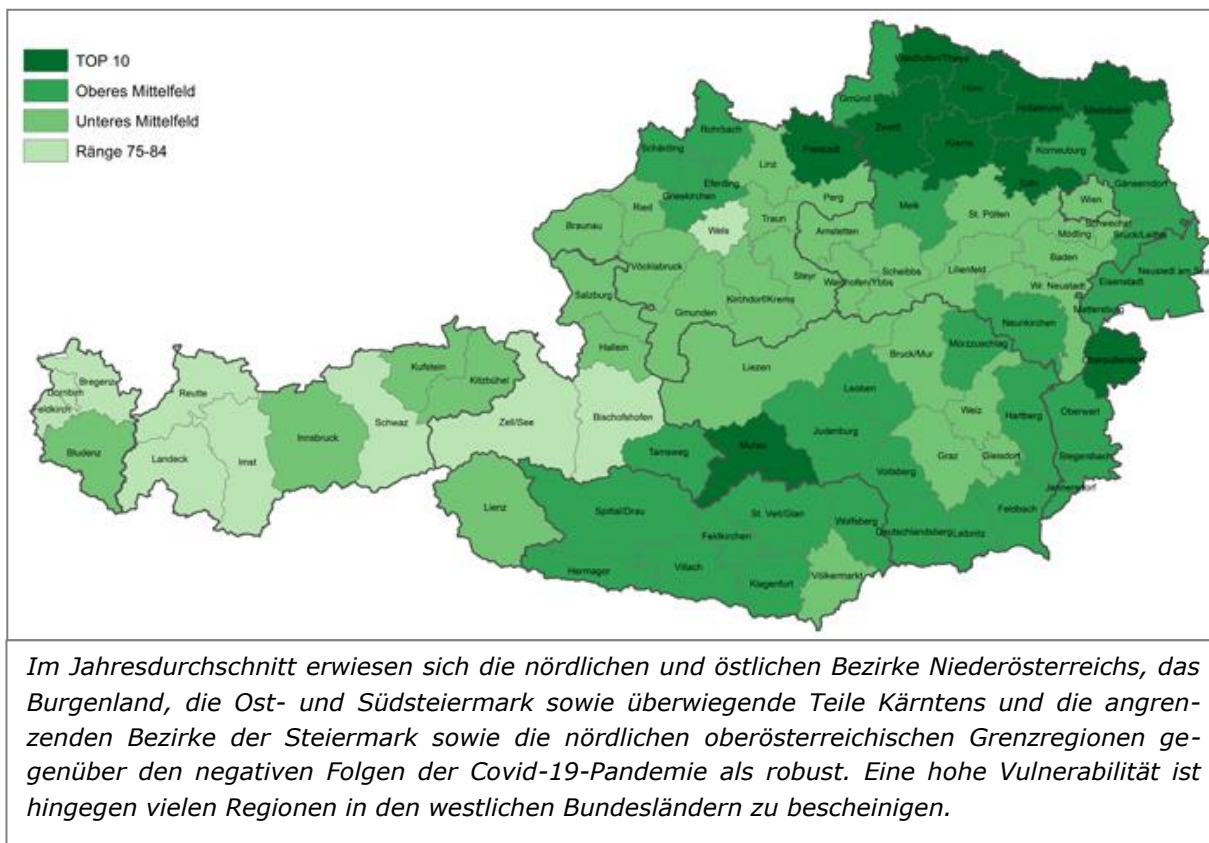 TOP 10
Oberes Mittelfeld
Unteres Mittelfeld
Ränge 75-84
Waidhofen/Thaya
Gmünd
Horn
Hollabrunn
Mistelbach
Zwettl
Krems
Korneuburg
Tulln
Gänserndorf
Rohrbach
Schärding
Freistadt
Linz
Eferding
Grieskirchen
Perg
Melk
St. Pölten
Wien
Schwechat
Bruck/Leitha
Mödling
Ried
Braunau
Wels
Traun
Amstetten
Baden
Neusiedl am See
Vöcklabruck
Steyr
Scheibbs
Lilienfeld
Waidhofen/Ybbs
Wr. Neustadt
Eisenstadt
Salzburg
Gmunden
Kirchdorf/Krems
Mattersburg
Neunkirchen
Hallein
Liezen
Bruck/Mur
Mürzzuschlag
Oberpullendorf
Kufstein
Kitzbühel
Bregenz
Dornbirn
Feldkirch
Reutte
Schwaz
Zell/See
Bischofshofen
Leoben
Weiz
Hartberg
Oberwart
Innsbruck
Bludenz
Landeck
Imst
Tamsweg
Murau
Judenburg
Graz
Gleisdorf
Güssing
Stegersbach
Voitsberg
Jennersdorf
Lienz
Spittal/Drau
St. Veit/Glan
Wolfsberg
Feldbach
Deutschlandsberg
Leibnitz
Feldkirchen
Hermagor
Villach
Klagenfurt
Völkermarkt
Im Jahresdurchschnitt erwiesen sich die nördlichen und östlichen Bezirke Niederösterreichs, das
Burgenland, die Ost- und Südsteiermark sowie überwiegende Teile Kärntens und die angren-
zenden Bezirke der Steiermark sowie die nördlichen oberösterreichischen Grenzregionen ge-
genüber den negativen Folgen der Covid-19-Pandemie als robust. Eine hohe Vulnerabilität ist
hingegen vielen Regionen in den westlichen Bundesländern zu bescheinigen.